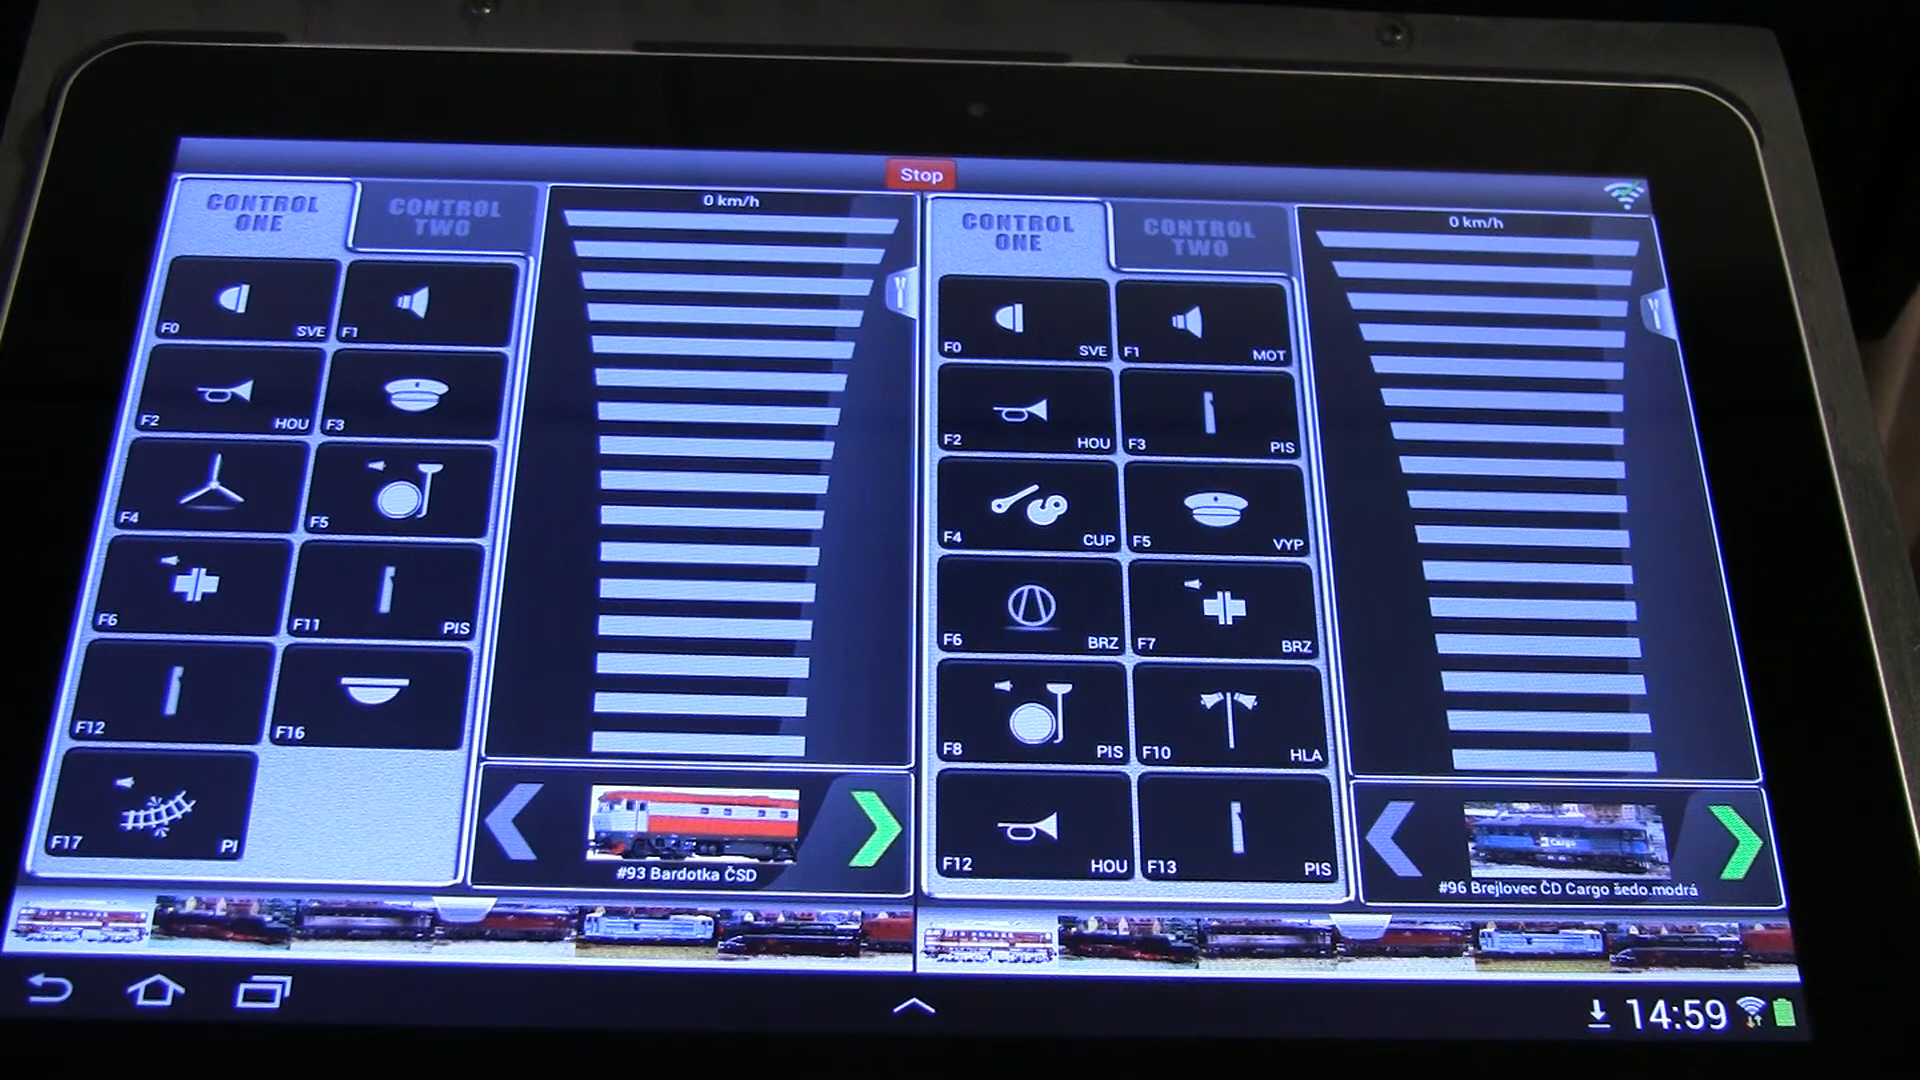 Stop
CONTROL
ONE
CONTROL
TWO
0 km/h
F0 SVE
F1
F2 HOU
F3
F4
F5
F6
F11 PIS
F12
F16
F17 PI
#93 Bardotka ČSD
CONTROL
ONE
CONTROL
TWO
0 km/h
F0 SVE
F1 MOT
F2 HOU
F3 PIS
F4 CUP
F5 VYP
F6 BRZ
F7 BRZ
F8 PIS
F10 HLA
F12 HOU
F13 PIS
Cargo
#96 Brejlovec ČD Cargo šedo.modrá
14:59